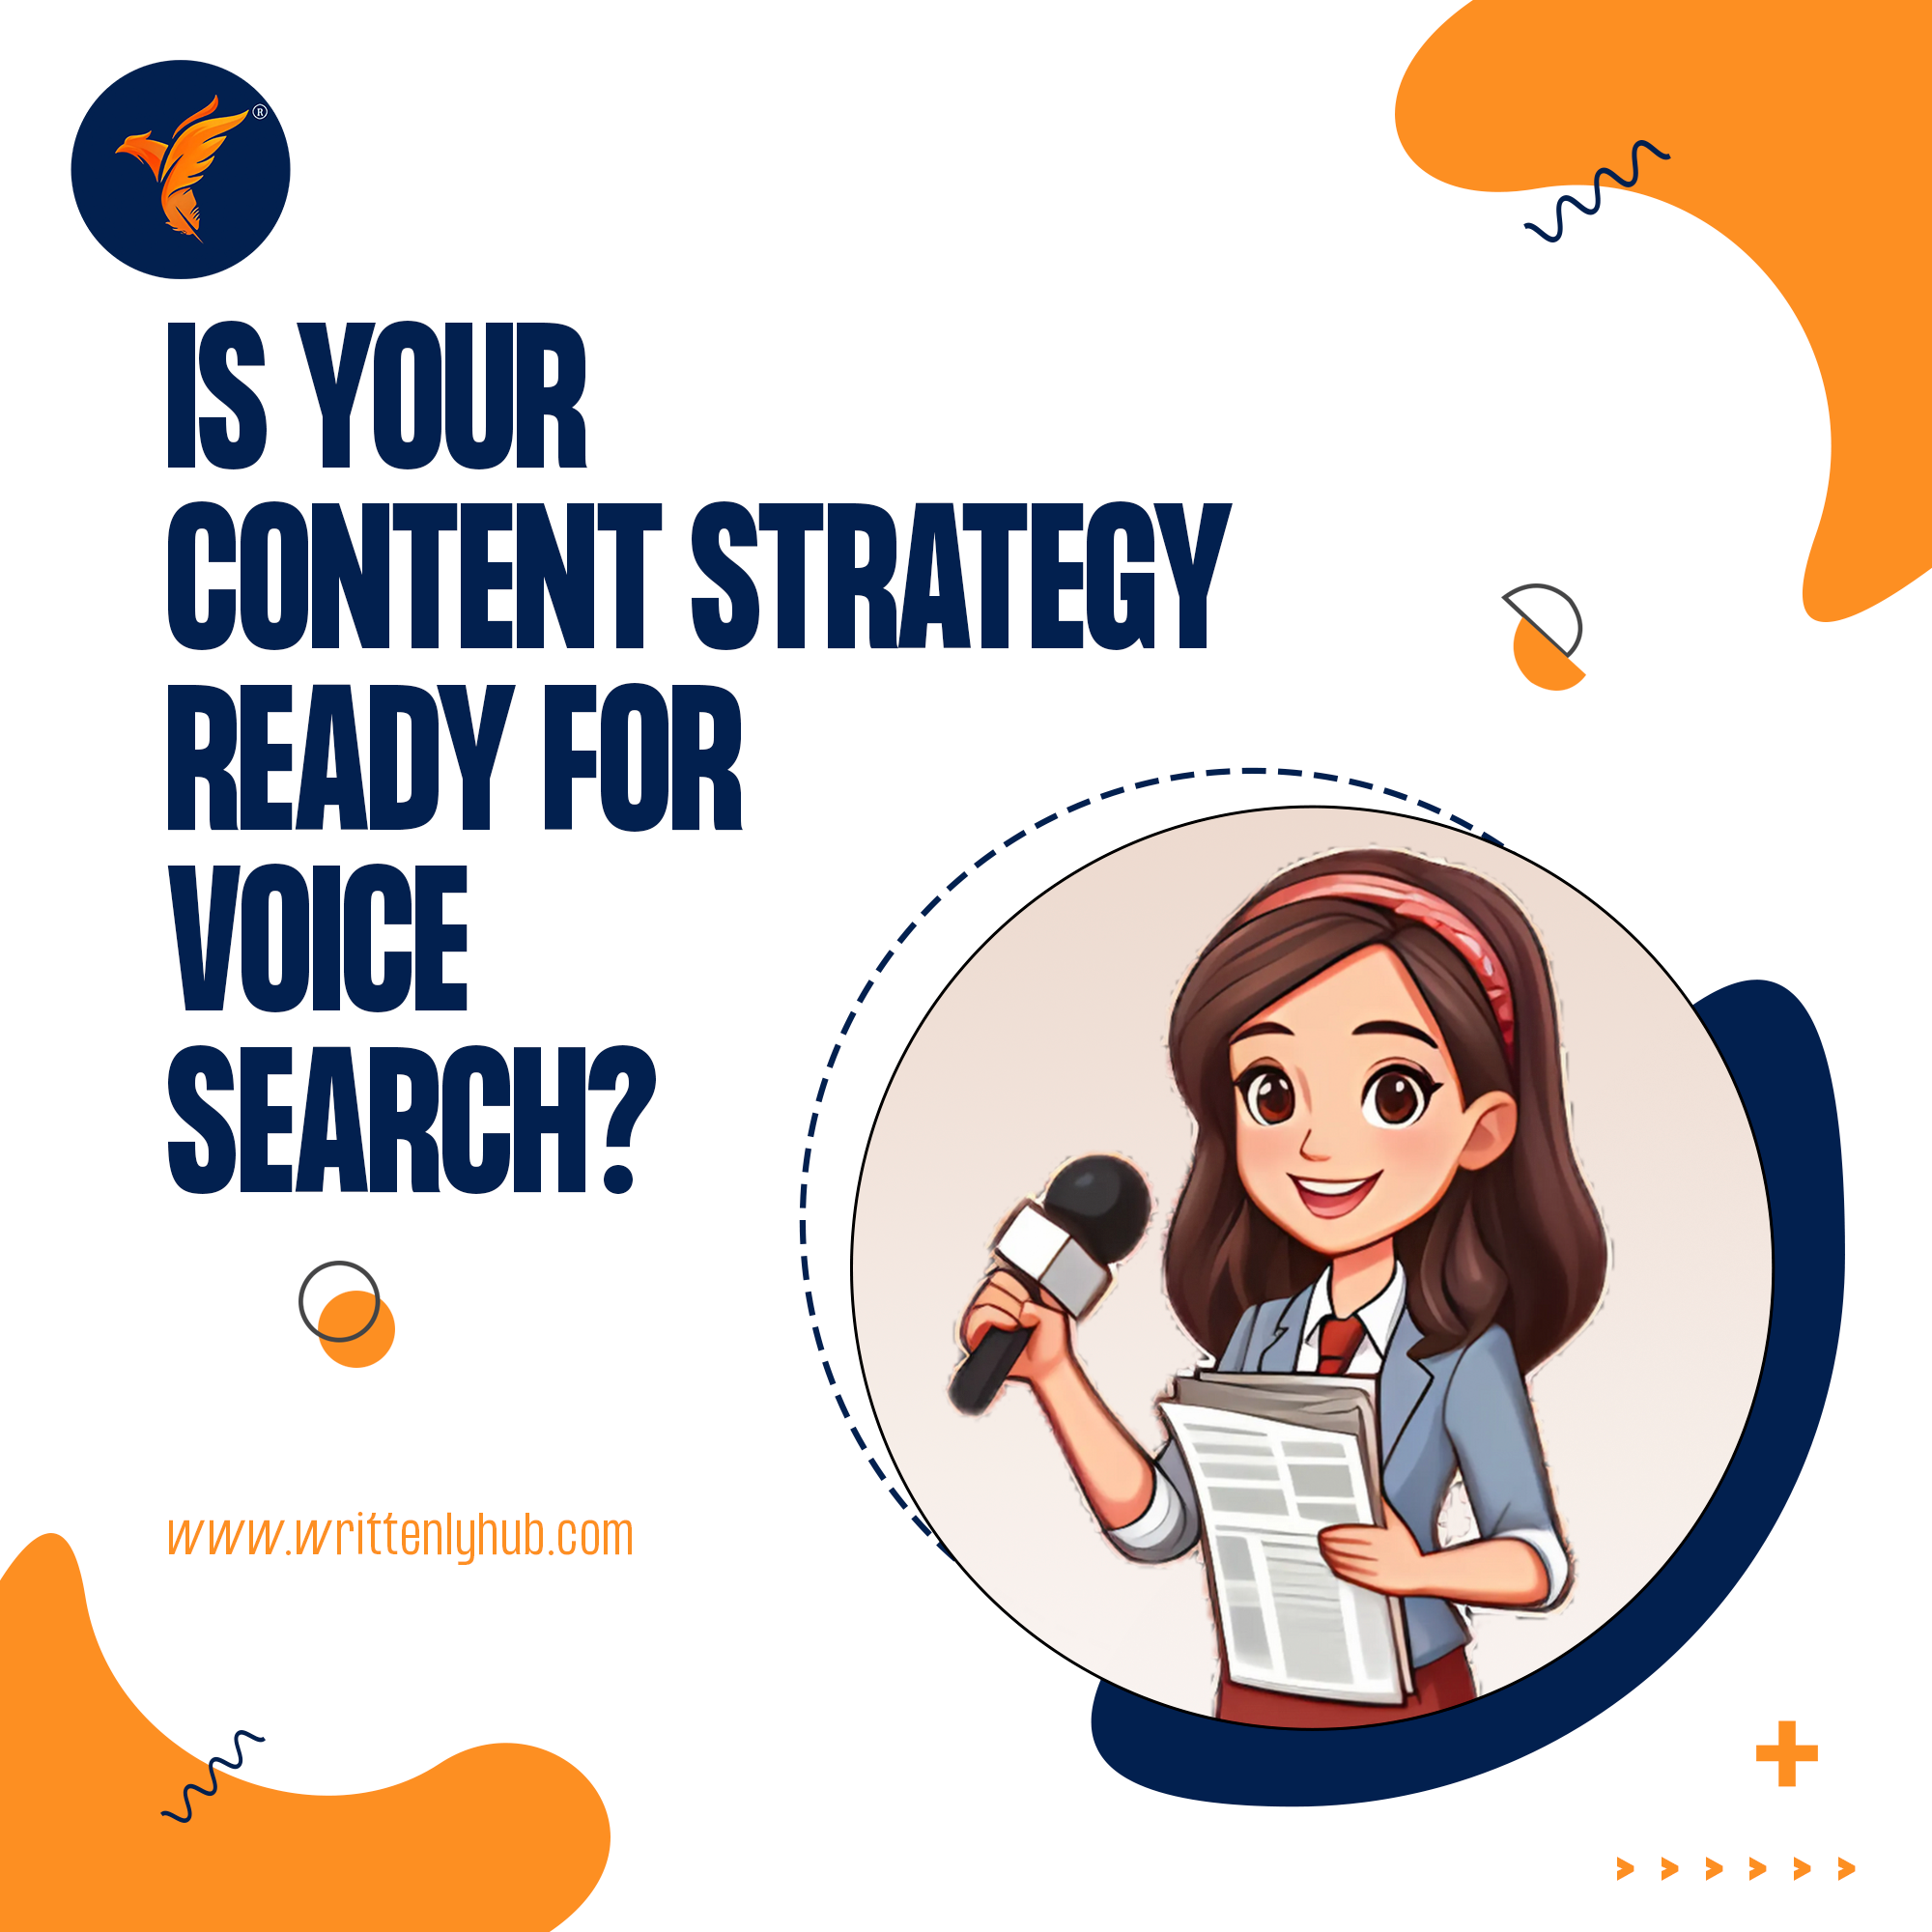 ®
IS YOUR
CONTENT STRATEGY
READY FOR
VOICE
SEARCH?
www.writtenlyhub.com